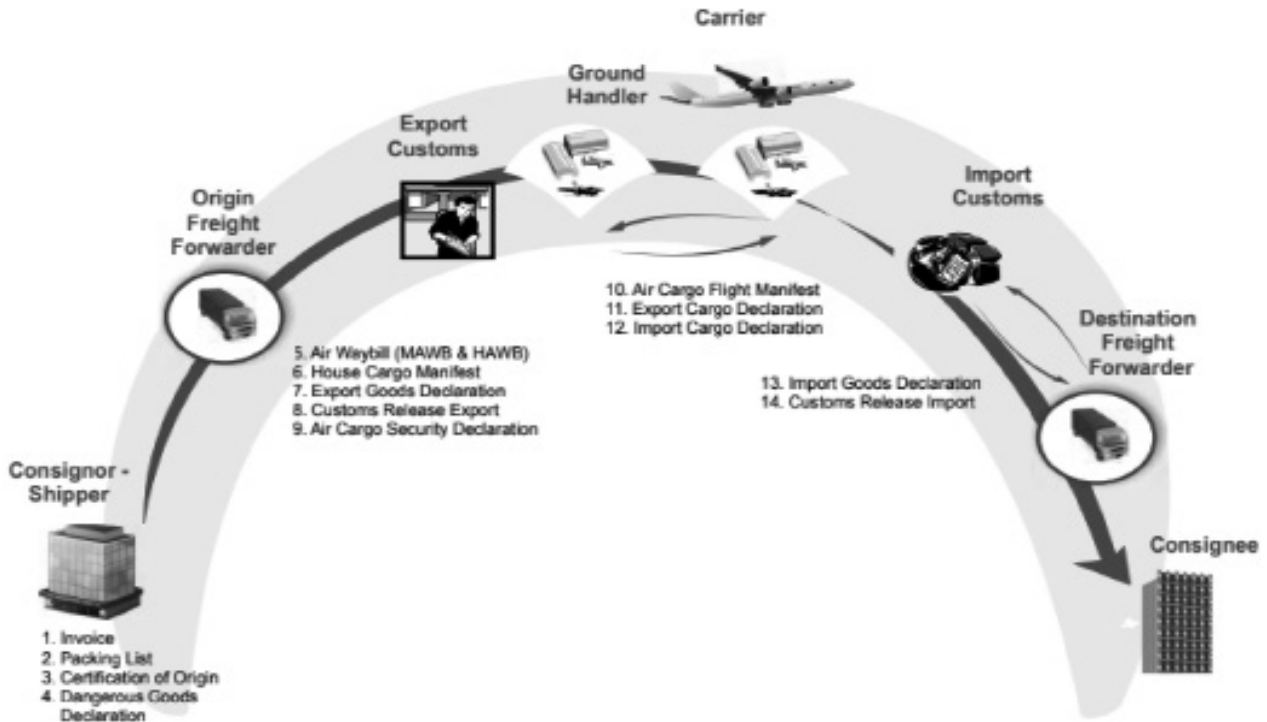 Carrier
Ground
Handler
Export
Customs
Origin
Freight
Forwarder
Import
Customs
10. Air Cargo Flight Manifest
11. Export Cargo Declaration
12. Import Cargo Declaration
Destination
Freight
Forwarder
5. Air Waybill (MAWB & HAWB)
6. House Cargo Manifest
7. Export Goods Declaration
8. Customs Release Export
9. Air Cargo Security Declaration
13. Import Goods Declaration
14. Customs Release Import
Consignor -
Shipper
Consignee
1. Invoice
2. Packing List
3. Certification of Origin
4. Dangerous Goods
Declaration